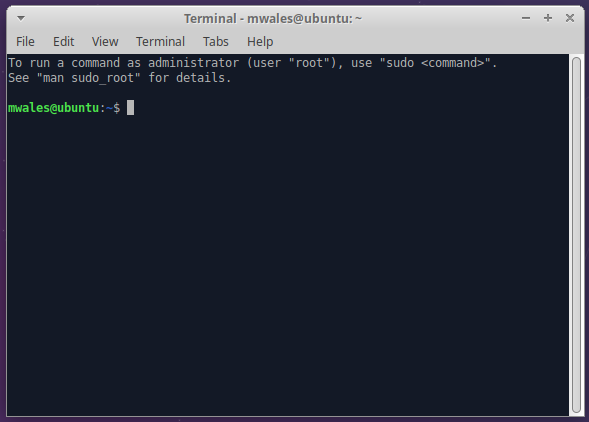 Terminal - mwales@ubuntu: ~
File Edit View Terminal Tabs Help
To run a command as administrator (user "root"), use "sudo <command>".
See "man sudo_root" for details.
mwales@ubuntu:~$